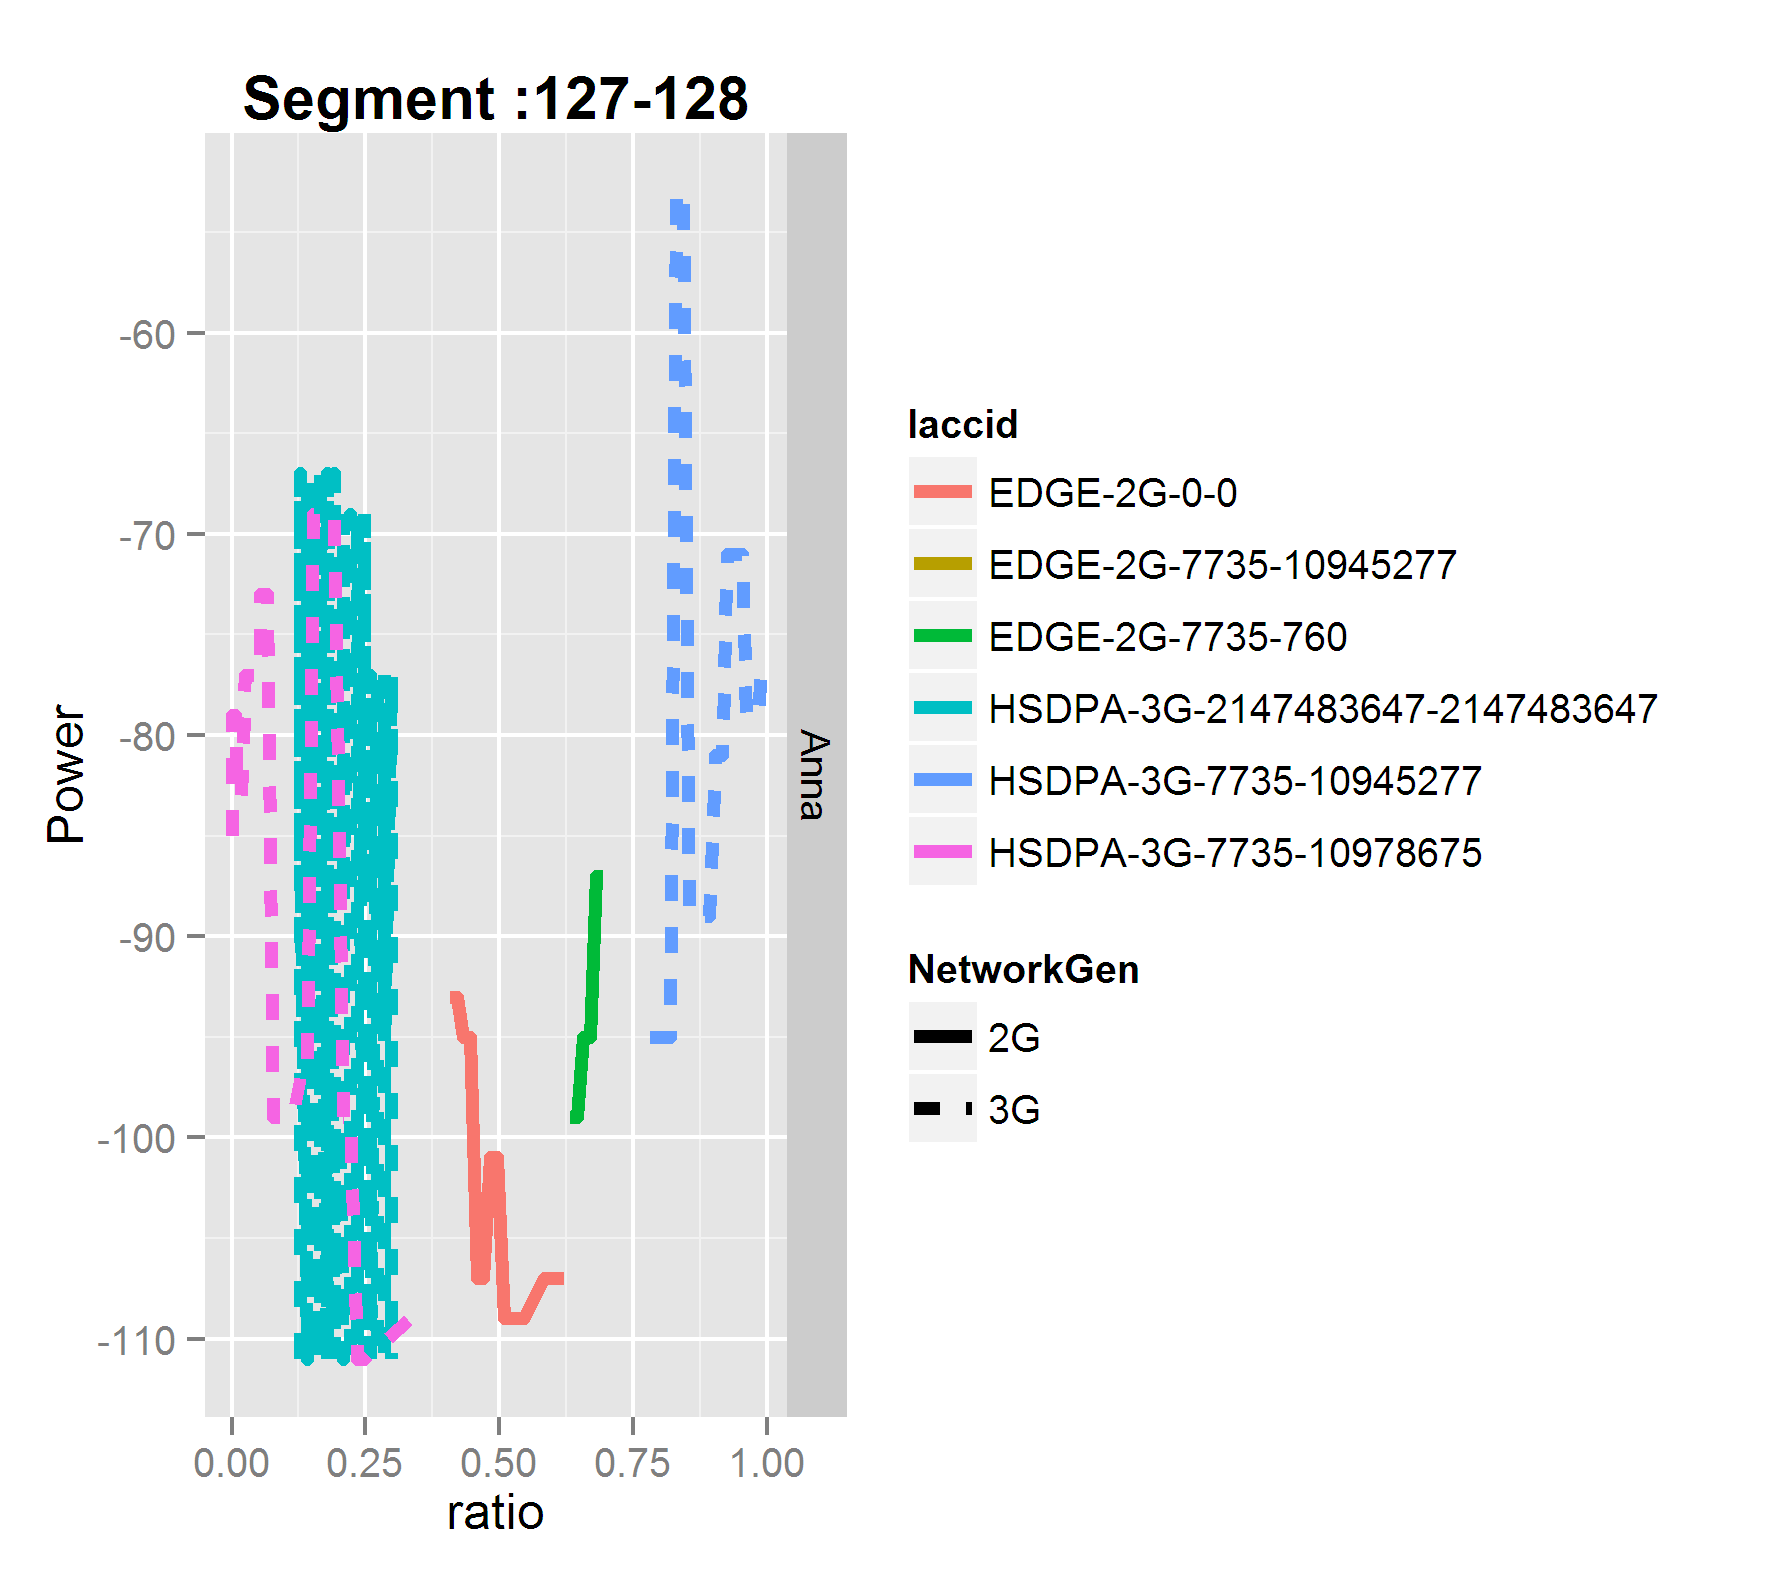 Segment :127-128
Power
-60
-70
-80
-90
-100
-110
0.00 0.25 0.50 0.75 1.00
ratio
Anna
laccid
EDGE-2G-0-0
EDGE-2G-7735-10945277
EDGE-2G-7735-760
HSDPA-3G-2147483647-2147483647
HSDPA-3G-7735-10945277
HSDPA-3G-7735-10978675
NetworkGen
2G
3G